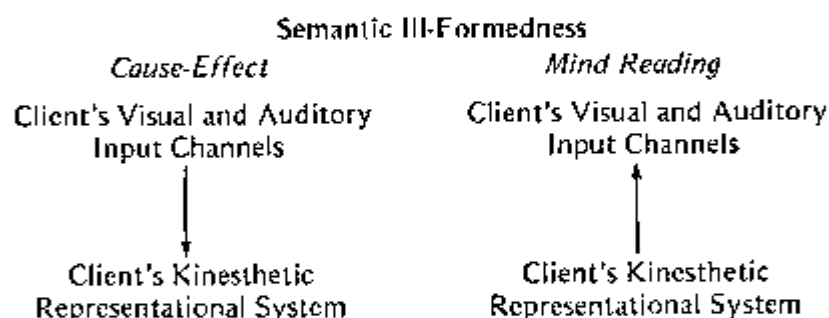 Semantic Ill-Formedness
Cause-Effect
Mind Reading
Client's Visual and Auditory
Input Channels
Client's Visual and Auditory
Input Channels
Client's Kinesthetic
Representational System
Client's Kinesthetic
Representational System